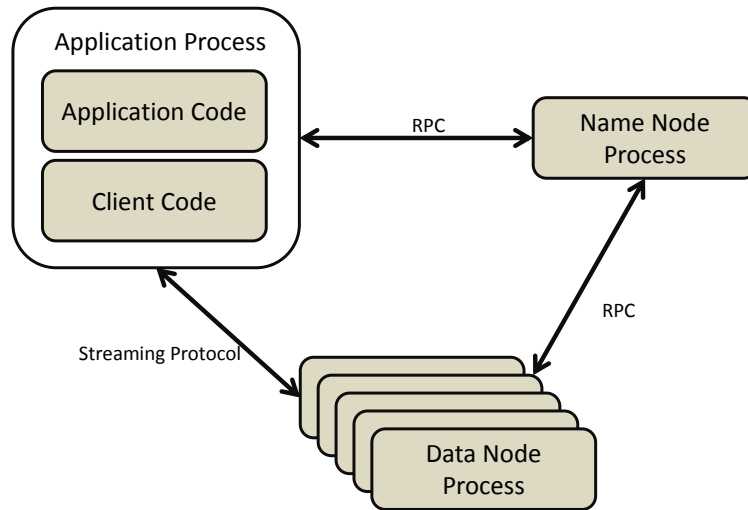 Application Process
Application Code
Client Code
RPC
Name Node
Process
RPC
Streaming Protocol
Data Node
Process